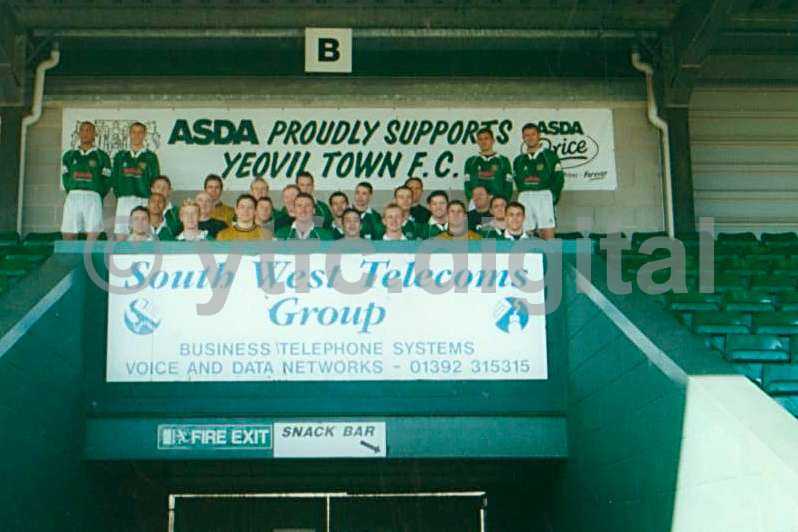 B
ASDA PROUDLY SUPPORTS
YEOVIL TOWN F.C.
ASDA
Price
Forever
© ytfc.digital
South West Telecoms
Group
BUSINESS TELEPHONE SYSTEMS
VOICE AND DATA NETWORKS - 01392 315315
FIRE EXIT
SNACK BAR